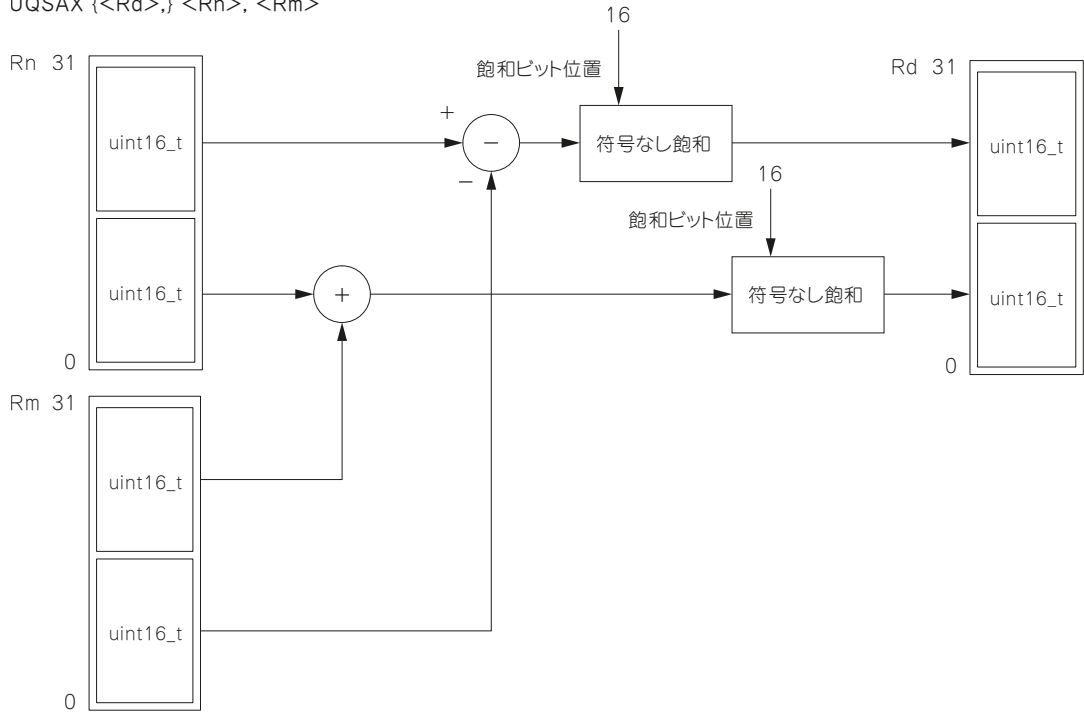 UQSAX {<Rd>,} <Rn>, <Rm>
16
Rn 31
飽和ビット位置
Rd 31
+
uint16_t
−
符号なし飽和
uint16_t
−
16
飽和ビット位置
uint16_t
+
符号なし飽和
uint16_t
0
0
Rm 31
uint16_t
uint16_t
0